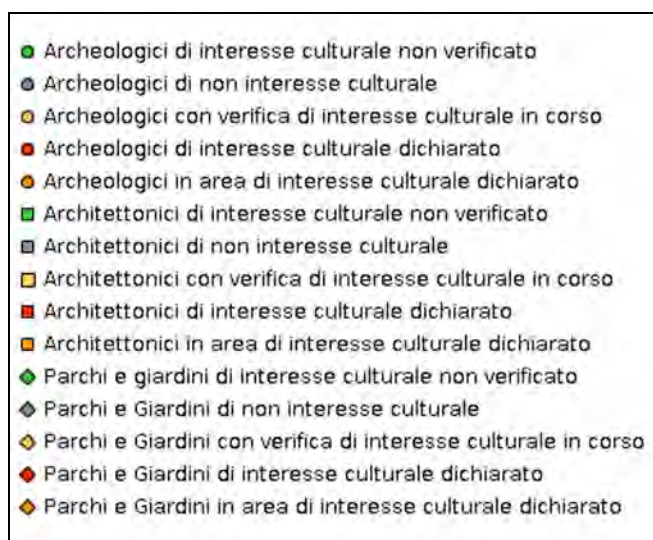 Archeologici di interesse culturale non verificato
Archeologici di non interesse culturale
Archeologici con verifica di interesse culturale in corso
Archeologici di interesse culturale dichiarato
Archeologici in area di interesse culturale dichiarato
Architettonici di interesse culturale non verificato
Architettonici di non interesse culturale
Architettonici con verifica di interesse culturale in corso
Architettonici di interesse culturale dichiarato
Architettonici in area di interesse culturale dichiarato
Parchi e giardini di interesse culturale non verificato
Parchi e Giardini di non interesse culturale
Parchi e Giardini con verifica di interesse culturale in corso
Parchi e Giardini di interesse culturale dichiarato
Parchi e Giardini in area di interesse culturale dichiarato